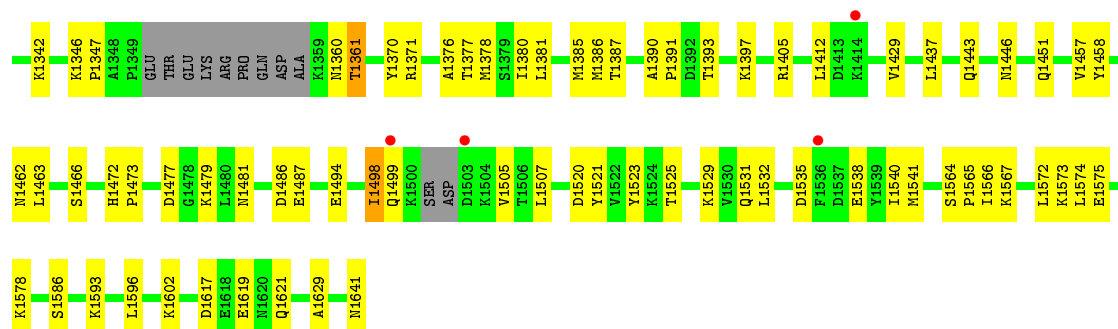 K1342 K1346 P1347 A1348 P1349 GLU THR GLU LYS ARG PRO GLN ASP ALA K1359 N1360 T1361 Y1370 R1371 A1376 T1377 M1378 S1379 I1380 L1381 M1385 M1386 T1387 A1390 P1391 D1392 T1393 K1397 R1405 L1412 D1413 K1414 V1429 L1437 Q1443 N1446 Q1451 V1457 Y1458
N1462 L1463 S1466 H1472 P1473 D1477 G1478 K1479 L1480 N1481 D1486 E1487 E1494 I1498 Q1499 K1500 SER ASP D1503 K1504 V1505 T1506 L1507 D1520 Y1521 V1522 Y1523 K1524 T1525 K1529 V1530 Q1531 L1532 D1535 F1536 D1537 E1538 Y1539 I1540 M1541 S1564 P1565 I1566 K1567 L1572 K1573 L1574 E1575
K1578 S1586 K1593 L1596 K1602 D1617 E1618 E1619 N1620 Q1621 A1629 N1641